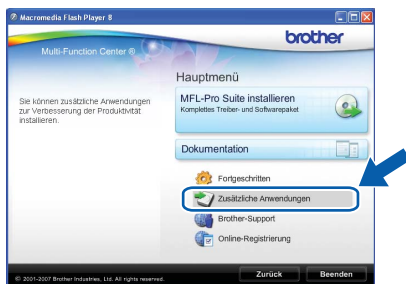 Macromedia Flash Player 8
brother
Multi-Function Center ®
Hauptmenü
Sie können zusätzliche Anwendungen
zur Verbesserung der Produktivität
installieren.
MFL-Pro Suite installieren
Komplettes Treiber- und Softwarepaket
Dokumentation
Fortgeschritten
Zusätzliche Anwendungen
Brother-Support
Online-Registrierung
© 2001-2007 Brother Industries, Ltd. All rights reserved.
Zurück
Beenden